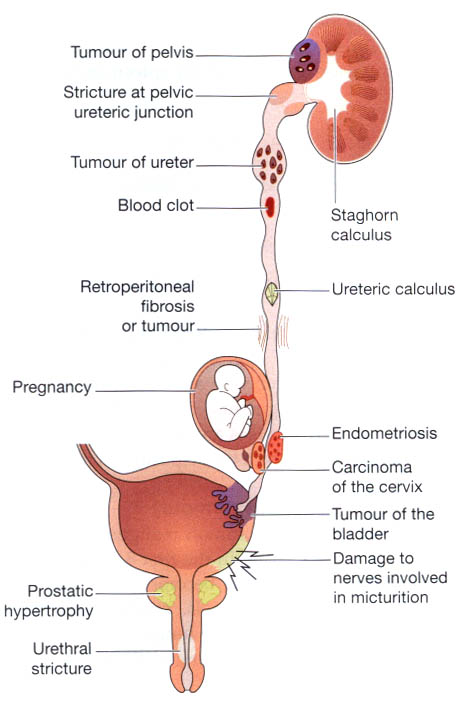 Tumour of pelvis
Stricture at pelvic
ureteric junction
Tumour of ureter
Blood clot
Staghorn
calculus
Retroperitoneal
fibrosis
or tumour
Ureteric calculus
Pregnancy
Endometriosis
Carcinoma
of the cervix
Tumour of the
bladder
Damage to
nerves involved
in micturition
Prostatic
hypertrophy
Urethral
stricture